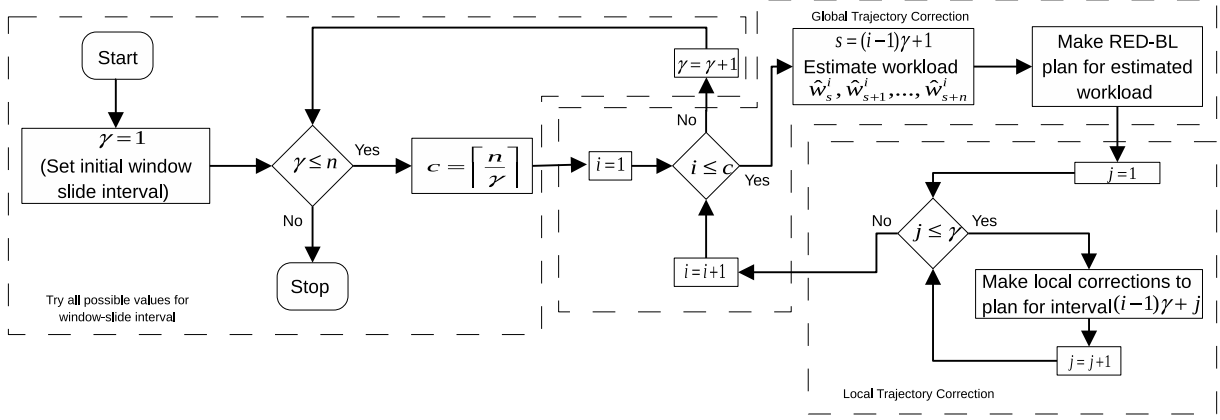 Start
γ = 1
(Set initial window
slide interval)
γ ≤ n
Yes
No
Stop
Try all possible values for
window-slide interval
c = ⌈n/γ⌉
i = 1
γ = γ + 1
No
i ≤ c
Yes
i = i + 1
Global Trajectory Correction
s = (i−1)γ + 1
Estimate workload
ŵ_s^i, ŵ_{s+1}^i, ..., ŵ_{s+n}^i
Make RED-BL
plan for estimated
workload
j = 1
No
j ≤ γ
Yes
Make local corrections to
plan for interval (i−1)γ + j
j = j + 1
Local Trajectory Correction